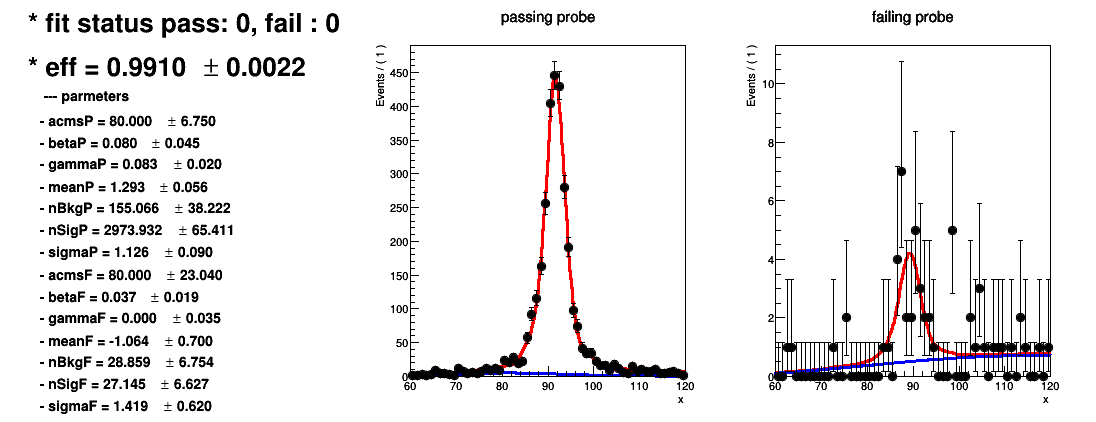 * fit status pass: 0, fail : 0
* eff = 0.9910 ± 0.0022
--- parmeters
- acmsP = 80.000 ± 6.750
- betaP = 0.080 ± 0.045
- gammaP = 0.083 ± 0.020
- meanP = 1.293 ± 0.056
- nBkgP = 155.066 ± 38.222
- nSigP = 2973.932 ± 65.411
- sigmaP = 1.126 ± 0.090
- acmsF = 80.000 ± 23.040
- betaF = 0.037 ± 0.019
- gammaF = 0.000 ± 0.035
- meanF = -1.064 ± 0.700
- nBkgF = 28.859 ± 6.754
- nSigF = 27.145 ± 6.627
- sigmaF = 1.419 ± 0.620
passing probe
Events / ( 1 )
450
400
350
300
250
200
150
100
50
0
60 70 80 90 100 110 120
x
failing probe
Events / ( 1 )
10
8
6
4
2
0
60 70 80 90 100 110 120
x